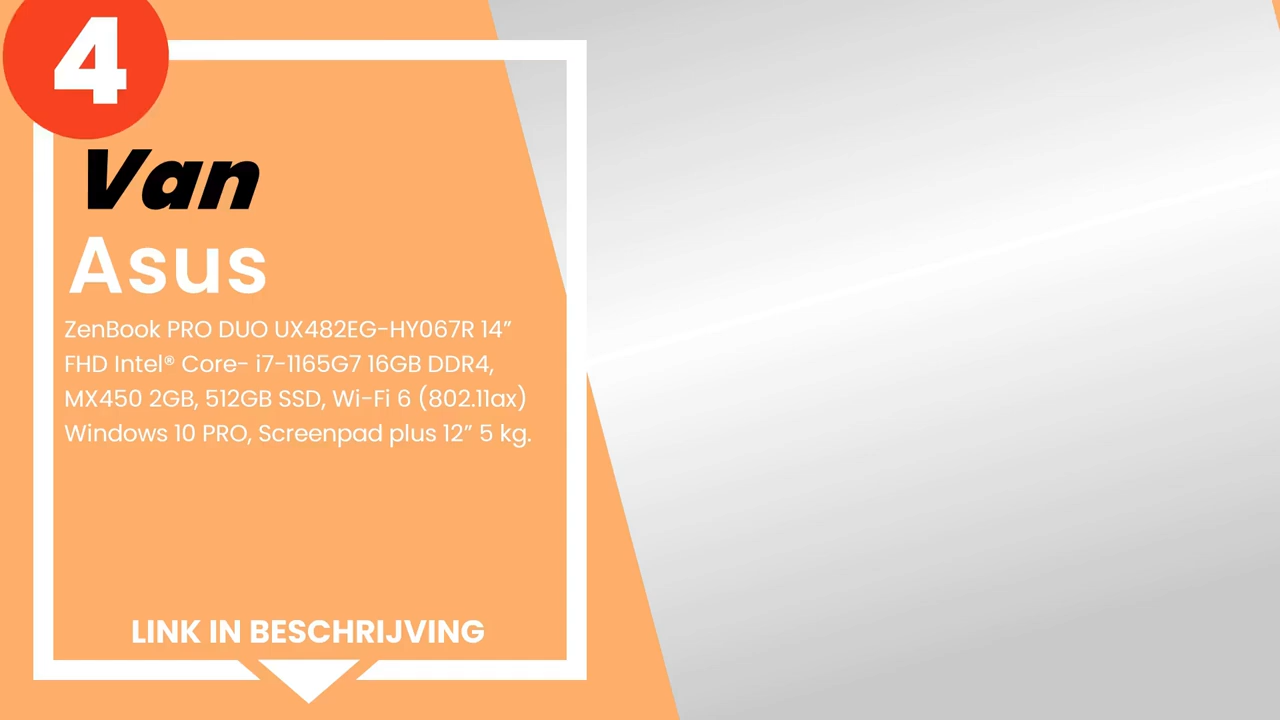 4
Van
Asus
ZenBook PRO DUO UX482EG-HY067R 14”
FHD Intel® Core- i7-1165G7 16GB DDR4,
MX450 2GB, 512GB SSD, Wi-Fi 6 (802.11ax)
Windows 10 PRO, Screenpad plus 12” 5 kg.
LINK IN BESCHRIJVING